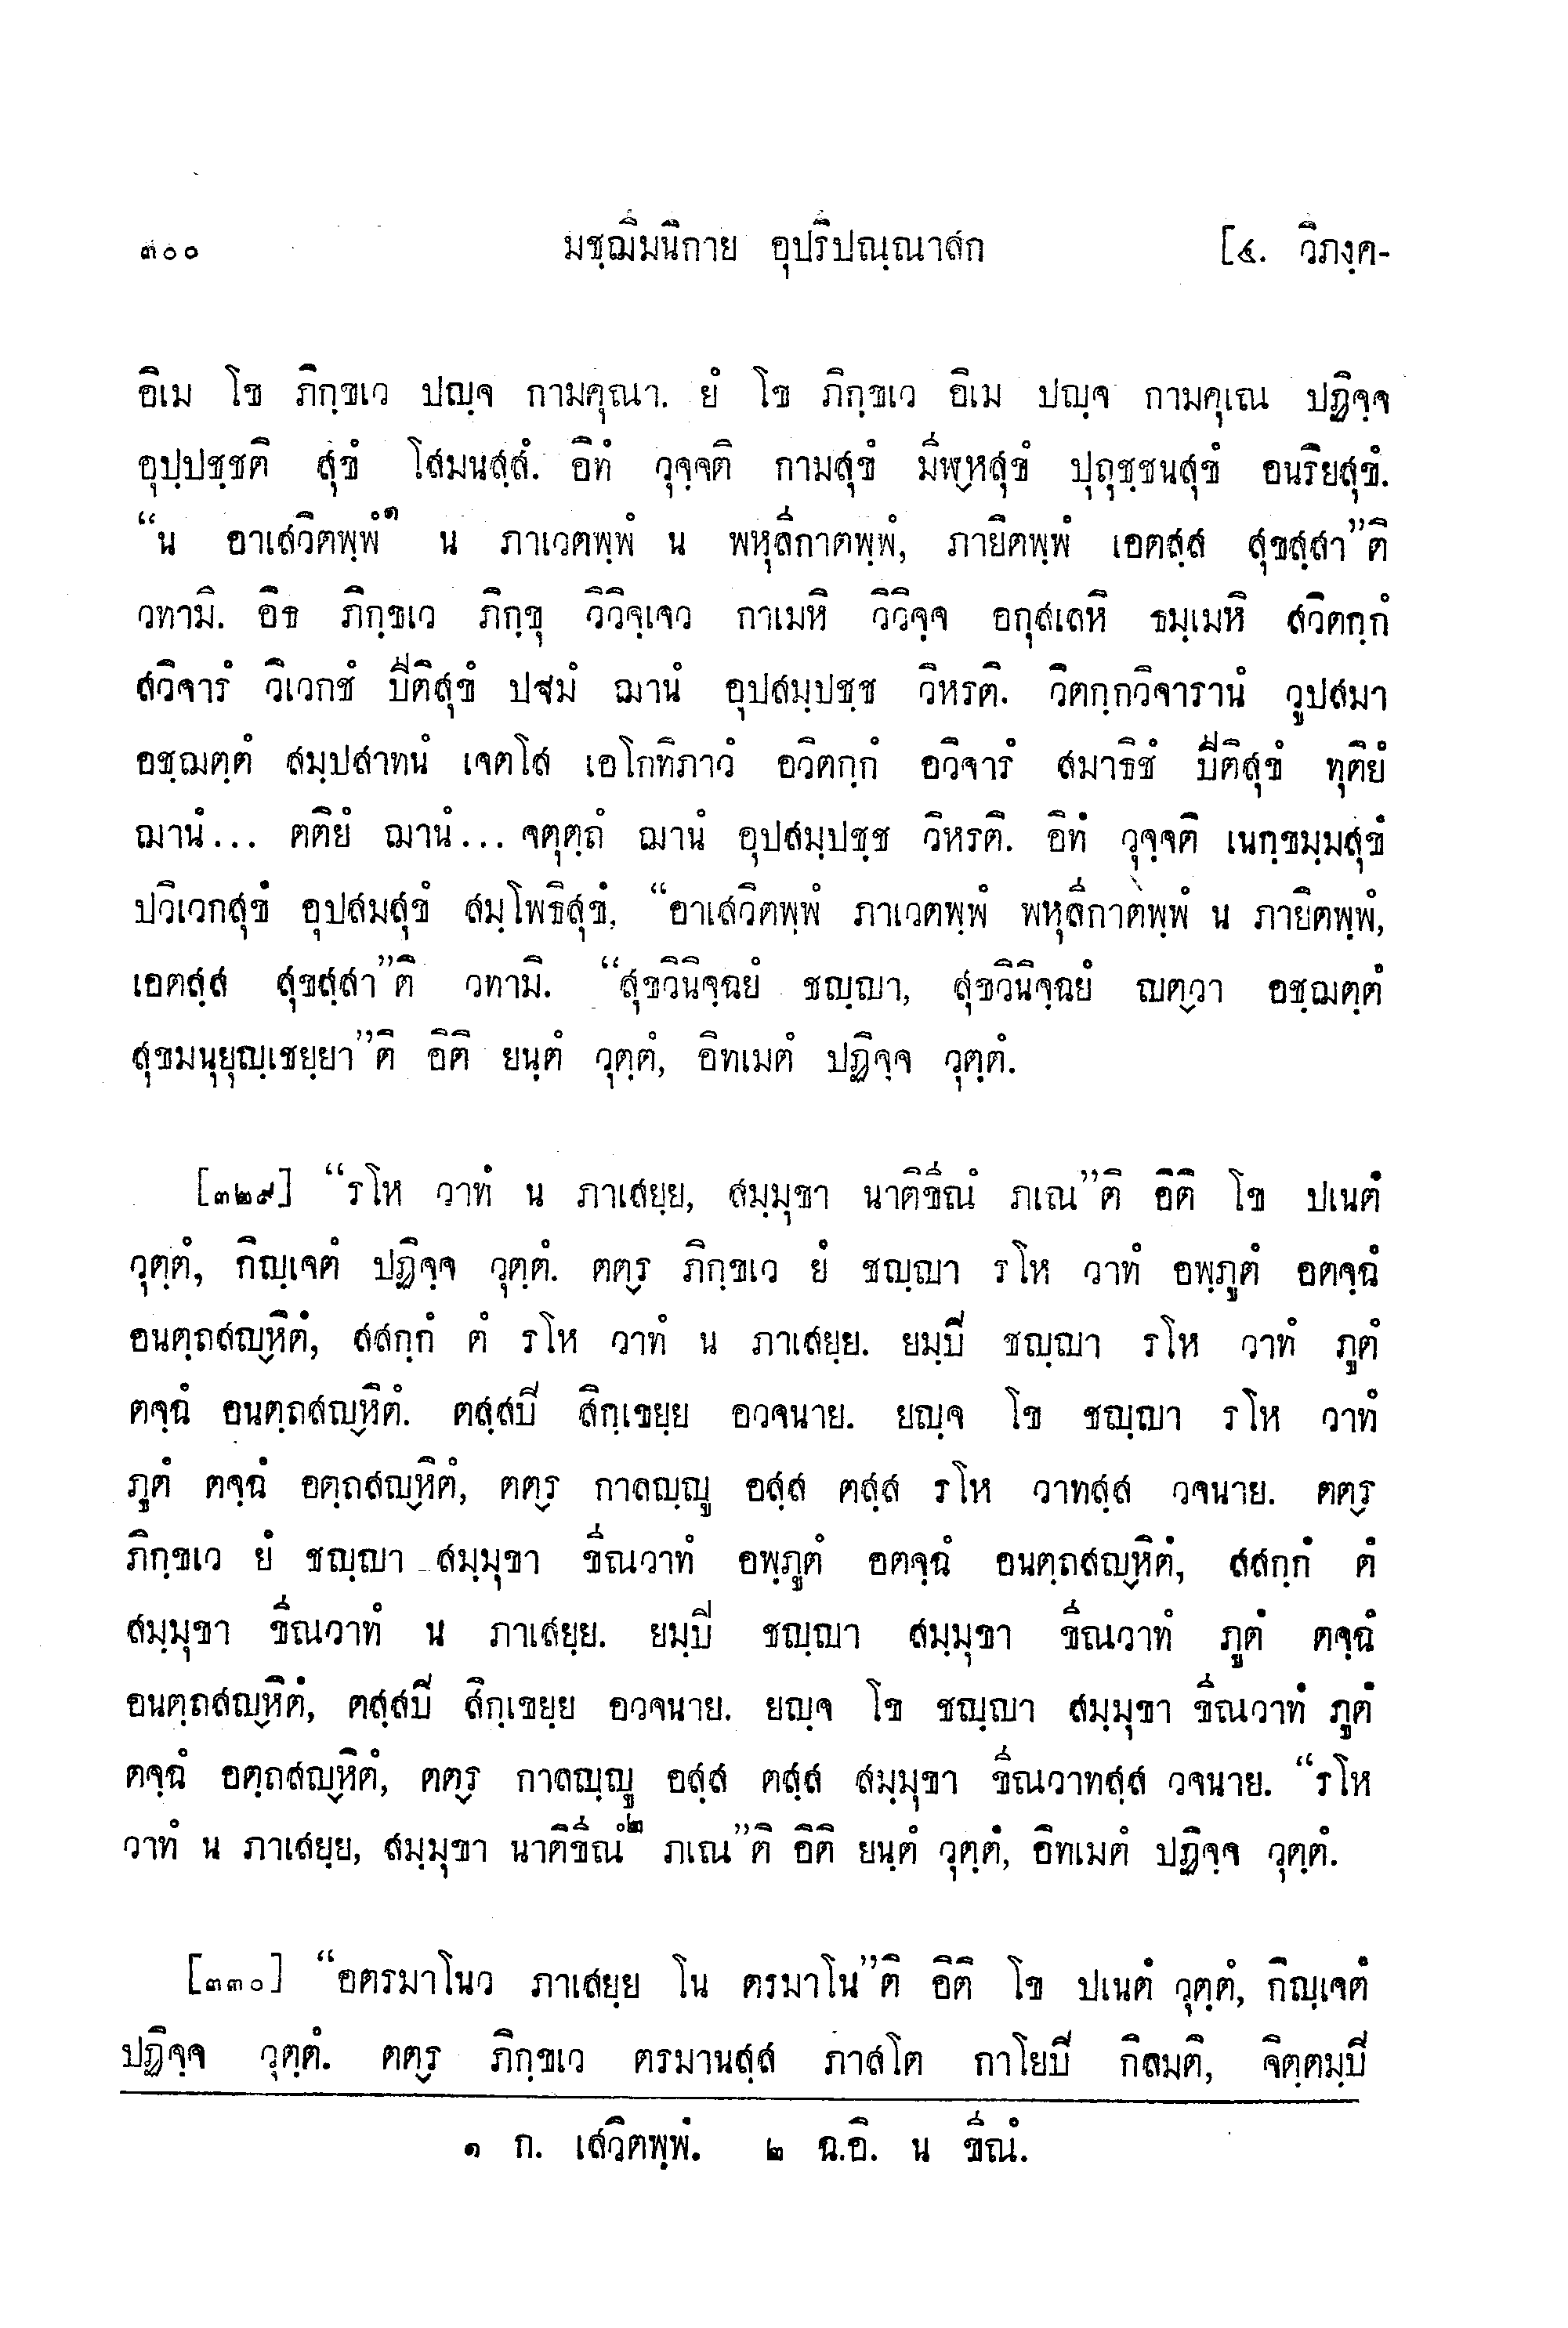 ๓๐๐ มชฺฌิมนิกาย อุปริปณฺณาสก [๔. วิภงฺค-
อิเม โข ภิกฺขเว ปญฺจ กามคุณา. ยํ โข ภิกฺขเว อิเม ปญฺจ กามคุเณ ปฏิจฺจ
อุปฺปชฺชติ สุขํ โสมนสฺสํ. อิทํ วุจฺจติ กามสุขํ มิฬฺหสุขํ ปุถุชฺชนสุขํ อนริยสุขํ.
“น อาเสวิตพฺพํ๑ น ภาเวตพฺพํ น พหุลีกาตพฺพํ, ภายิตพฺพํ เอตสฺส สุขสฺสา”ติ
วทามิ. อิธ ภิกฺขเว ภิกฺขุ วิวิจฺเจว กาเมหิ วิวิจฺจ อกุสเลหิ ธมฺเมหิ สวิตกฺกํ
สวิจารํ วิเวกชํ ปีติสุขํ ปฐมํ ฌานํ อุปสมฺปชฺช วิหรติ. วิตกฺกวิจารานํ วูปสมา
อชฺฌตฺตํ สมฺปสาทนํ เจตโส เอโกทิภาวํ อวิตกฺกํ อวิจารํ สมาธิชํ ปีติสุขํ ทุติยํ
ฌานํ... ตติยํ ฌานํ... จตุตฺถํ ฌานํ อุปสมฺปชฺช วิหรติ. อิทํ วุจฺจติ เนกฺขมฺมสุขํ
ปวิเวกสุขํ อุปสมสุขํ สมฺโพธิสุขํ, “อาเสวิตพฺพํ ภาเวตพฺพํ พหุลีกาตพฺพํ น ภายิตพฺพํ,
เอตสฺส สุขสฺสา”ติ วทามิ. “สุขวินิจฺฉยํ ชญฺญา, สุขวินิจฺฉยํ ญตฺวา อชฺฌตฺตํ
สุขมนุยุญฺเชยฺยา”ติ อิติ ยนฺตํ วุตฺตํ, อิทเมตํ ปฏิจฺจ วุตฺตํ.
[๓๒๙] “รโห วาทํ น ภาเสยฺย, สมฺมุขา นาติขีณํ ภเณ”ติ อิติ โข ปเนตํ
วุตฺตํ, กิญฺเจตํ ปฏิจฺจ วุตฺตํ. ตตฺร ภิกฺขเว ยํ ชญฺญา รโห วาทํ อพฺภูตํ อตจฺฉํ
อนตฺถสญฺหิตํ, สสกฺกํ ตํ รโห วาทํ น ภาเสยฺย. ยมฺปิ ชญฺญา รโห วาทํ ภูตํ
ตจฺฉํ อนตฺถสญฺหิตํ. ตสฺสปิ สิกฺเขยฺย อวจนาย. ยญฺจ โข ชญฺญา รโห วาทํ
ภูตํ ตจฺฉํ อตฺถสญฺหิตํ, ตตฺร กาลญฺญู อสฺส ตสฺส รโห วาทสฺส วจนาย. ตตฺร
ภิกฺขเว ยํ ชญฺญา สมฺมุขา ขีณวาทํ อพฺภูตํ อตจฺฉํ อนตฺถสญฺหิตํ, สสกฺกํ ตํ
สมฺมุขา ขีณวาทํ น ภาเสยฺย. ยมฺปิ ชญฺญา สมฺมุขา ขีณวาทํ ภูตํ ตจฺฉํ
อนตฺถสญฺหิตํ, ตสฺสปิ สิกฺเขยฺย อวจนาย. ยญฺจ โข ชญฺญา สมฺมุขา ขีณวาทํ ภูตํ
ตจฺฉํ อตฺถสญฺหิตํ, ตตฺร กาลญฺญู อสฺส ตสฺส สมฺมุขา ขีณวาทสฺส วจนาย. “รโห
วาทํ น ภาเสยฺย, สมฺมุขา นาติขีณํ๒ ภเณ”ติ อิติ ยนฺตํ วุตฺตํ, อิทเมตํ ปฏิจฺจ วุตฺตํ.
[๓๓๐] “อตรมาโนว ภาเสยฺย โน ตรมาโน”ติ อิติ โข ปเนตํ วุตฺตํ, กิญฺเจตํ
ปฏิจฺจ วุตฺตํ. ตตฺร ภิกฺขเว ตรมานสฺส ภาสโต กาโยปิ กิลมติ, จิตฺตมฺปิ
๑ ก. เสวิตพฺพํ. ๒ ฉ.อิ. น ขีณํ.